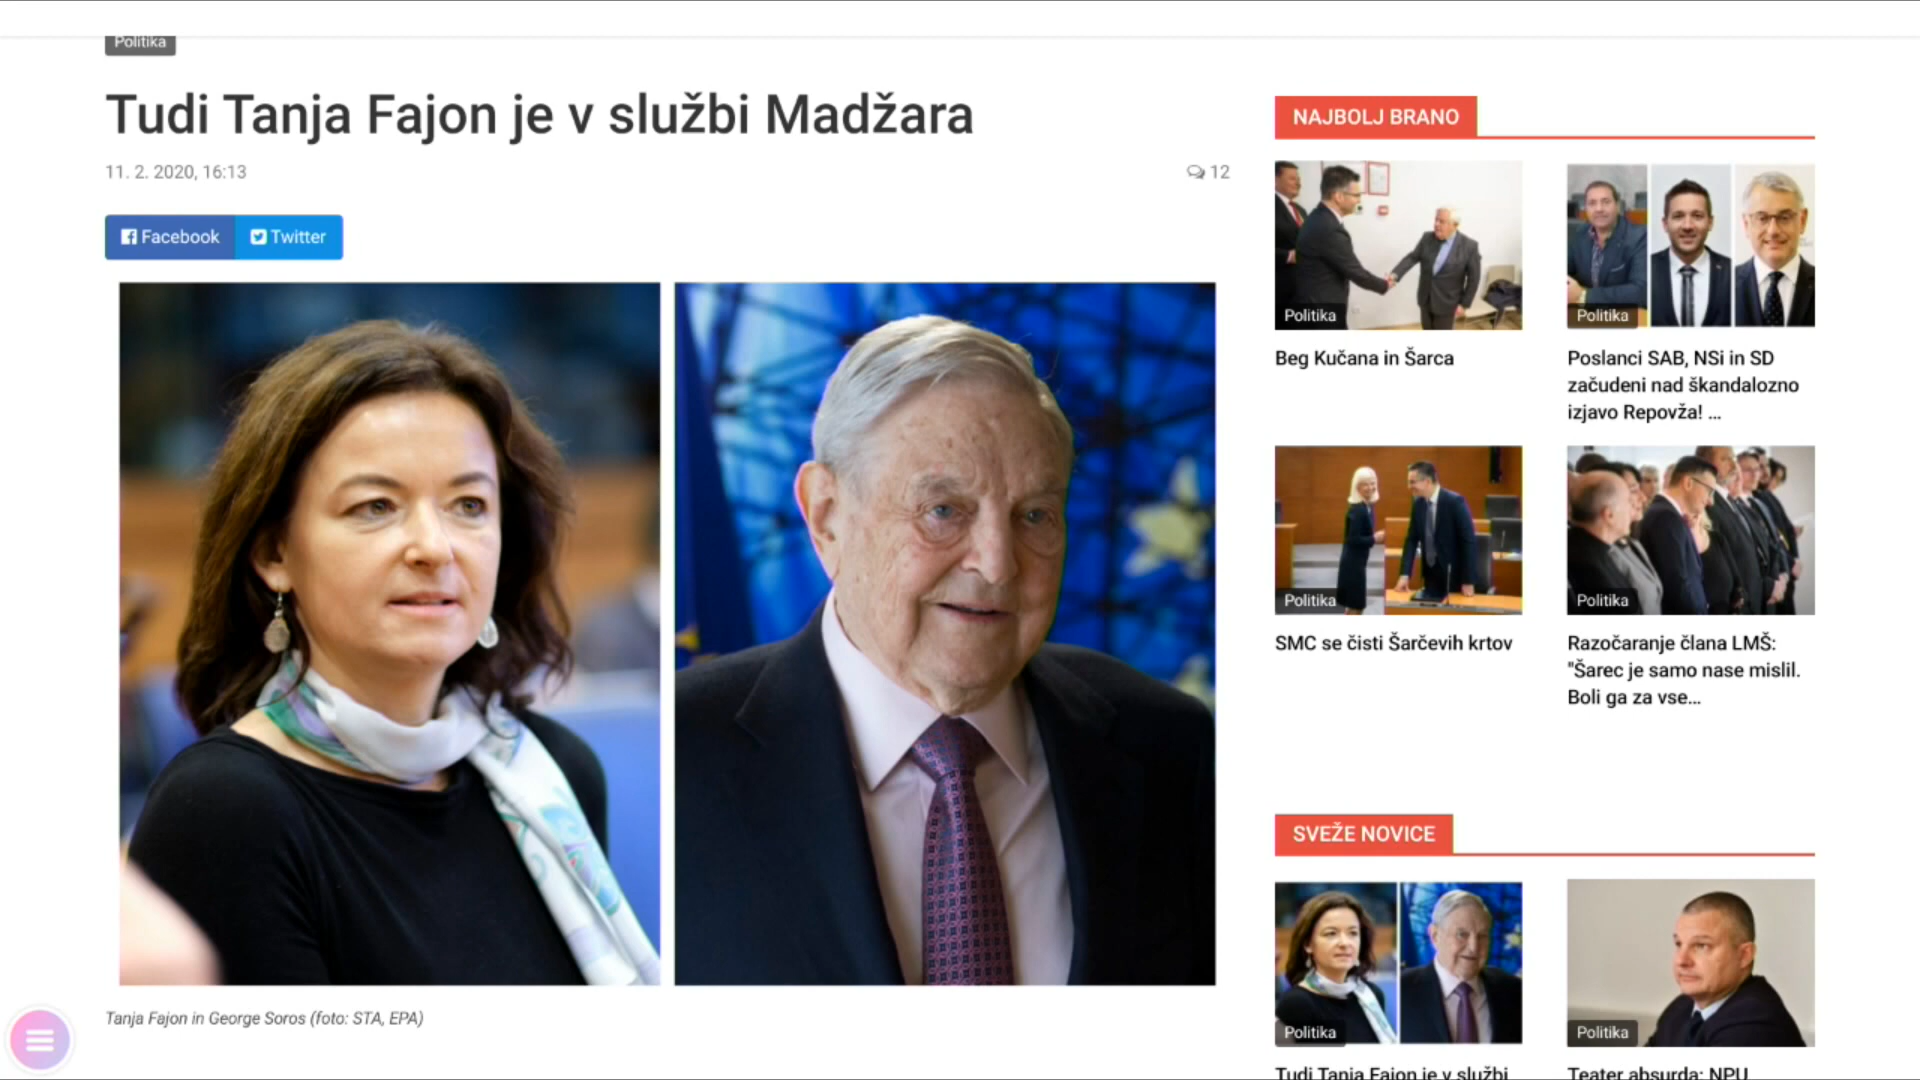 Politika
Tudi Tanja Fajon je v službi Madžara
11. 2. 2020, 16:13
12
Facebook
Twitter
Tanja Fajon in George Soros (foto: STA, EPA)
NAJBOLJ BRANO
Politika
Beg Kučana in Šarca
Politika
Poslanci SAB, NSi in SD
začudeni nad škandalozno
izjavo Repovža! ...
Politika
SMC se čisti Šarčevih krtov
Politika
Razočaranje člana LMŠ:
"Šarec je samo nase mislil.
Boli ga za vse...
SVEŽE NOVICE
Politika
Tudi Tanja Fajon je v službi
Politika
Teater absurda: NPU